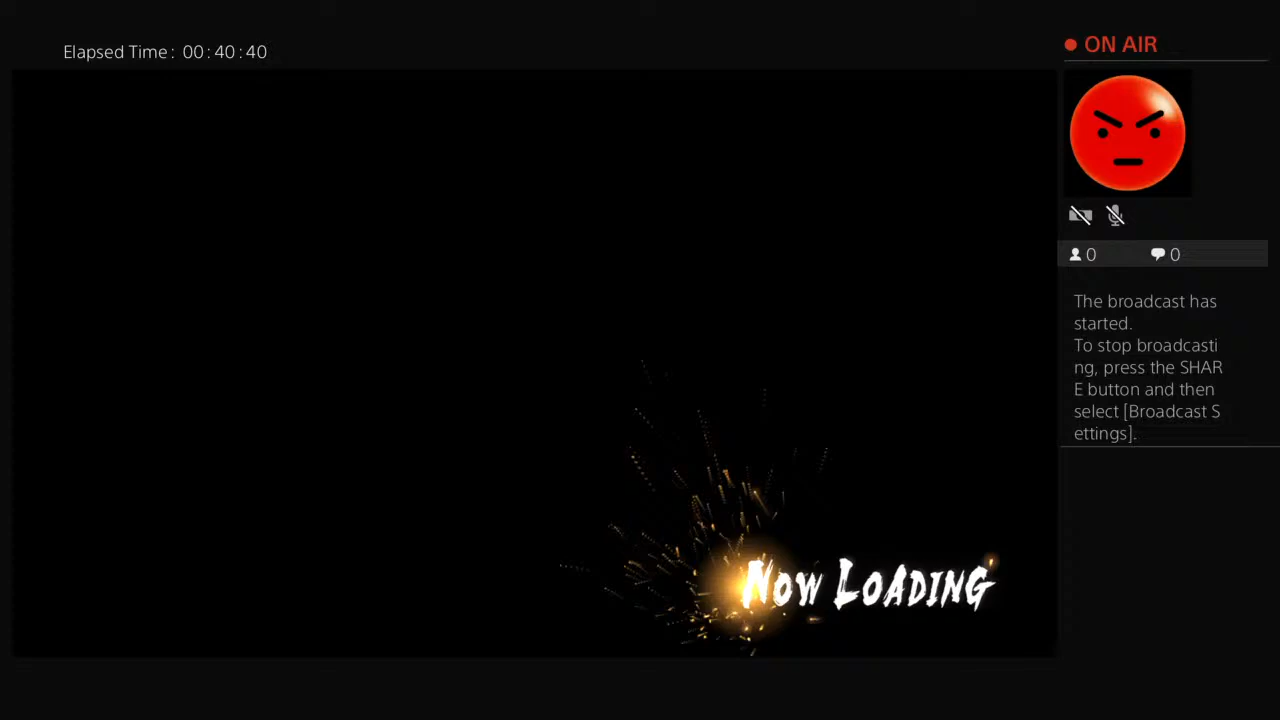 Elapsed Time: 00:40:40
ON AIR
0 0
The broadcast has
started.
To stop broadcasti
ng, press the SHAR
E button and then
select [Broadcast S
ettings].
NOW LOADING